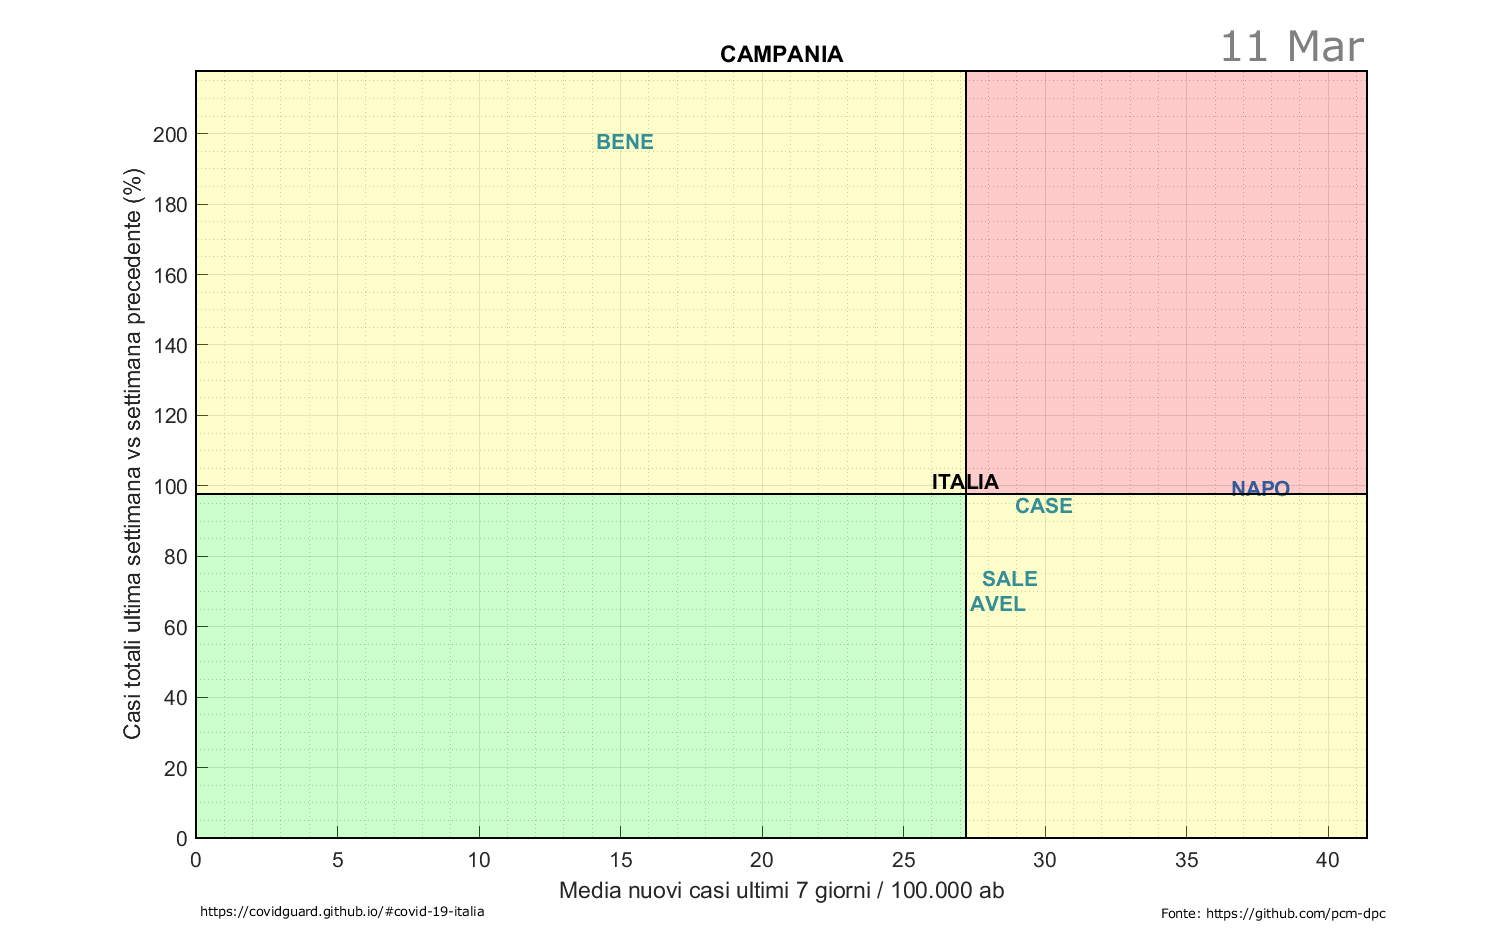 11 Mar
CAMPANIA
Casi totali ultima settimana vs settimana precedente (%)
200
180
160
140
120
100
80
60
40
20
0
BENE
ITALIA
NAPO
CASE
SALE
AVEL
0 5 10 15 20 25 30 35 40
Media nuovi casi ultimi 7 giorni / 100.000 ab
https://covidguard.github.io/#covid-19-italia
Fonte: https://github.com/pcm-dpc